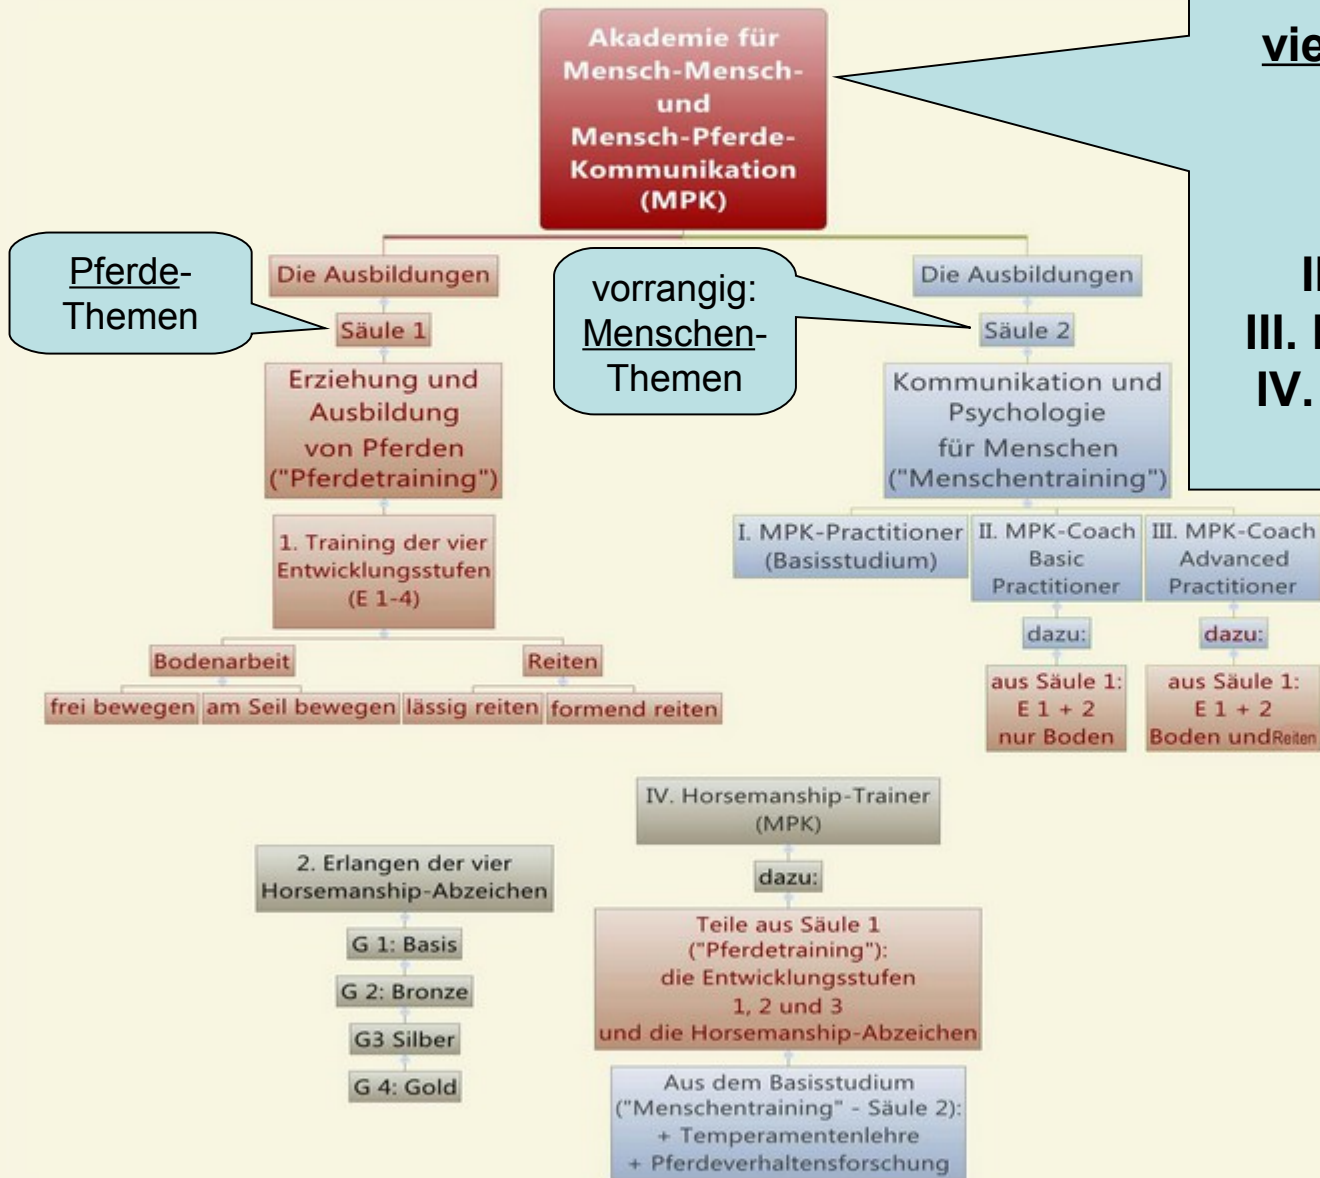 Akademie für
Mensch-Mensch-
und
Mensch-Pferde-
Kommunikation
(MPK)
II
III.
IV.
Pferde-
Themen
Die Ausbildungen
Säule 1
vorrangig:
Menschen-
Themen
Die Ausbildungen
Säule 2
Erziehung und
Ausbildung
von Pferden
("Pferdetraining")
Kommunikation und
Psychologie
für Menschen
("Menschentraining")
1. Training der vier
Entwicklungsstufen
(E 1-4)
I. MPK-Practitioner
(Basisstudium)
II. MPK-Coach
Basic
Practitioner
III. MPK-Coach
Advanced
Practitioner
dazu:
dazu:
aus Säule 1:
E 1 + 2
nur Boden
aus Säule 1:
E 1 + 2
Boden und Reiten
Bodenarbeit
Reiten
frei bewegen
am Seil bewegen
lässig reiten
formend reiten
2. Erlangen der vier
Horsemanship-Abzeichen
G 1: Basis
G 2: Bronze
G3 Silber
G 4: Gold
IV. Horsemanship-Trainer
(MPK)
dazu:
Teile aus Säule 1
("Pferdetraining"):
die Entwicklungsstufen
1, 2 und 3
und die Horsemanship-Abzeichen
Aus dem Basisstudium
("Menschentraining" - Säule 2):
+ Temperamentenlehre
+ Pferdeverhaltensforschung